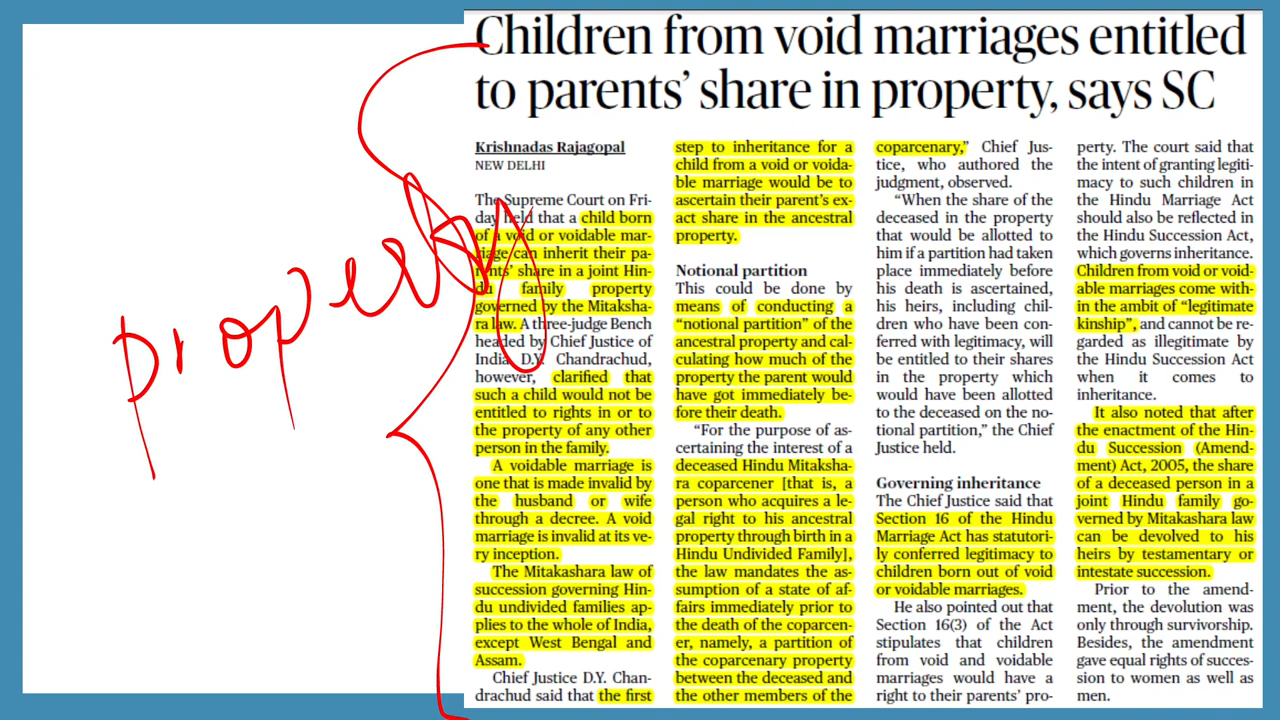 Children from void marriages entitled
to parents' share in property, says SC
Krishnadas Rajagopal
NEW DELHI
The Supreme Court on Fri-
day held that a child born
of a void or voidable mar-
riage can inherit their pa-
rents' share in a joint Hin-
du family property
governed by the Mitaksha-
ra law. A three-judge Bench
headed by Chief Justice of
India D.Y. Chandrachud,
however, clarified that
such a child would not be
entitled to rights in or to
the property of any other
person in the family.
A voidable marriage is
one that is made invalid by
the husband or wife
through a decree. A void
marriage is invalid at its ve-
ry inception.
The Mitakashara law of
succession governing Hin-
du undivided families ap-
plies to the whole of India,
except West Bengal and
Assam.
Chief Justice D.Y. Chan-
drachud said that the first
step to inheritance for a
child from a void or voida-
ble marriage would be to
ascertain their parent's ex-
act share in the ancestral
property.
Notional partition
This could be done by
means of conducting a
"notional partition" of the
ancestral property and cal-
culating how much of the
property the parent would
have got immediately be-
fore their death.
"For the purpose of as-
certaining the interest of a
deceased Hindu Mitaksha-
ra coparcener [that is, a
person who acquires a le-
gal right to his ancestral
property through birth in a
Hindu Undivided Family],
the law mandates the as-
sumption of a state of af-
fairs immediately prior to
the death of the coparcen-
er, namely, a partition of
the coparcenary property
between the deceased and
the other members of the
coparcenary," Chief Jus-
tice, who authored the
judgment, observed.
"When the share of the
deceased in the property
that would be allotted to
him if a partition had taken
place immediately before
his death is ascertained,
his heirs, including chil-
dren who have been con-
ferred with legitimacy, will
be entitled to their shares
in the property which
would have been allotted
to the deceased on the no-
tional partition," the Chief
Justice held.
Governing inheritance
The Chief Justice said that
Section 16 of the Hindu
Marriage Act has statutori-
ly conferred legitimacy to
children born out of void
or voidable marriages.
He also pointed out that
Section 16(3) of the Act
stipulates that children
from void and voidable
marriages would have a
right to their parents' pro-
perty. The court said that
the intent of granting legiti-
macy to such children in
the Hindu Marriage Act
should also be reflected in
the Hindu Succession Act,
which governs inheritance.
Children from void or void-
able marriages come with-
in the ambit of "legitimate
kinship", and cannot be re-
garded as illegitimate by
the Hindu Succession Act
when it comes to
inheritance.
It also noted that after
the enactment of the Hin-
du Succession (Amend-
ment) Act, 2005, the share
of a deceased person in a
joint Hindu family go-
verned by Mitakashara law
can be devolved to his
heirs by testamentary or
intestate succession.
Prior to the amend-
ment, the devolution was
only through survivorship.
Besides, the amendment
gave equal rights of succes-
sion to women as well as
men.